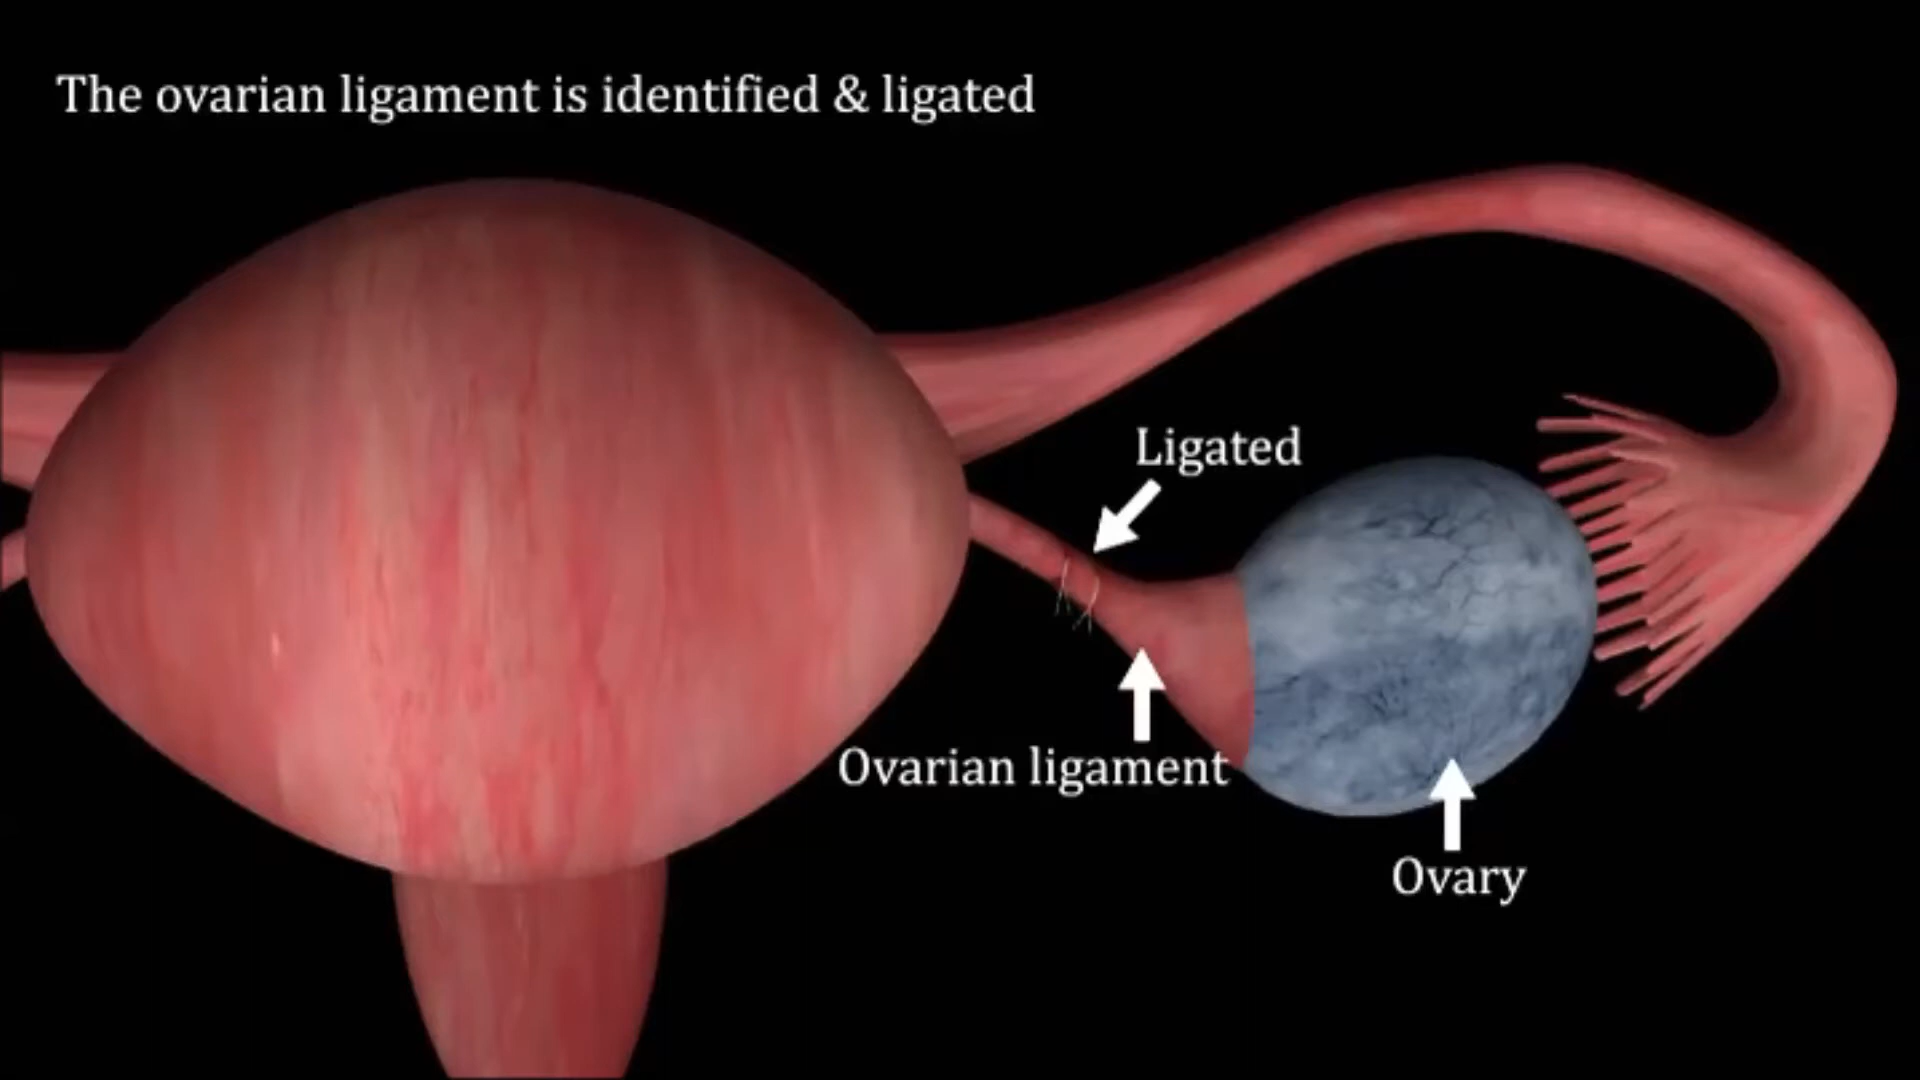 The ovarian ligament is identified & ligated
Ligated
Ovarian ligament
Ovary